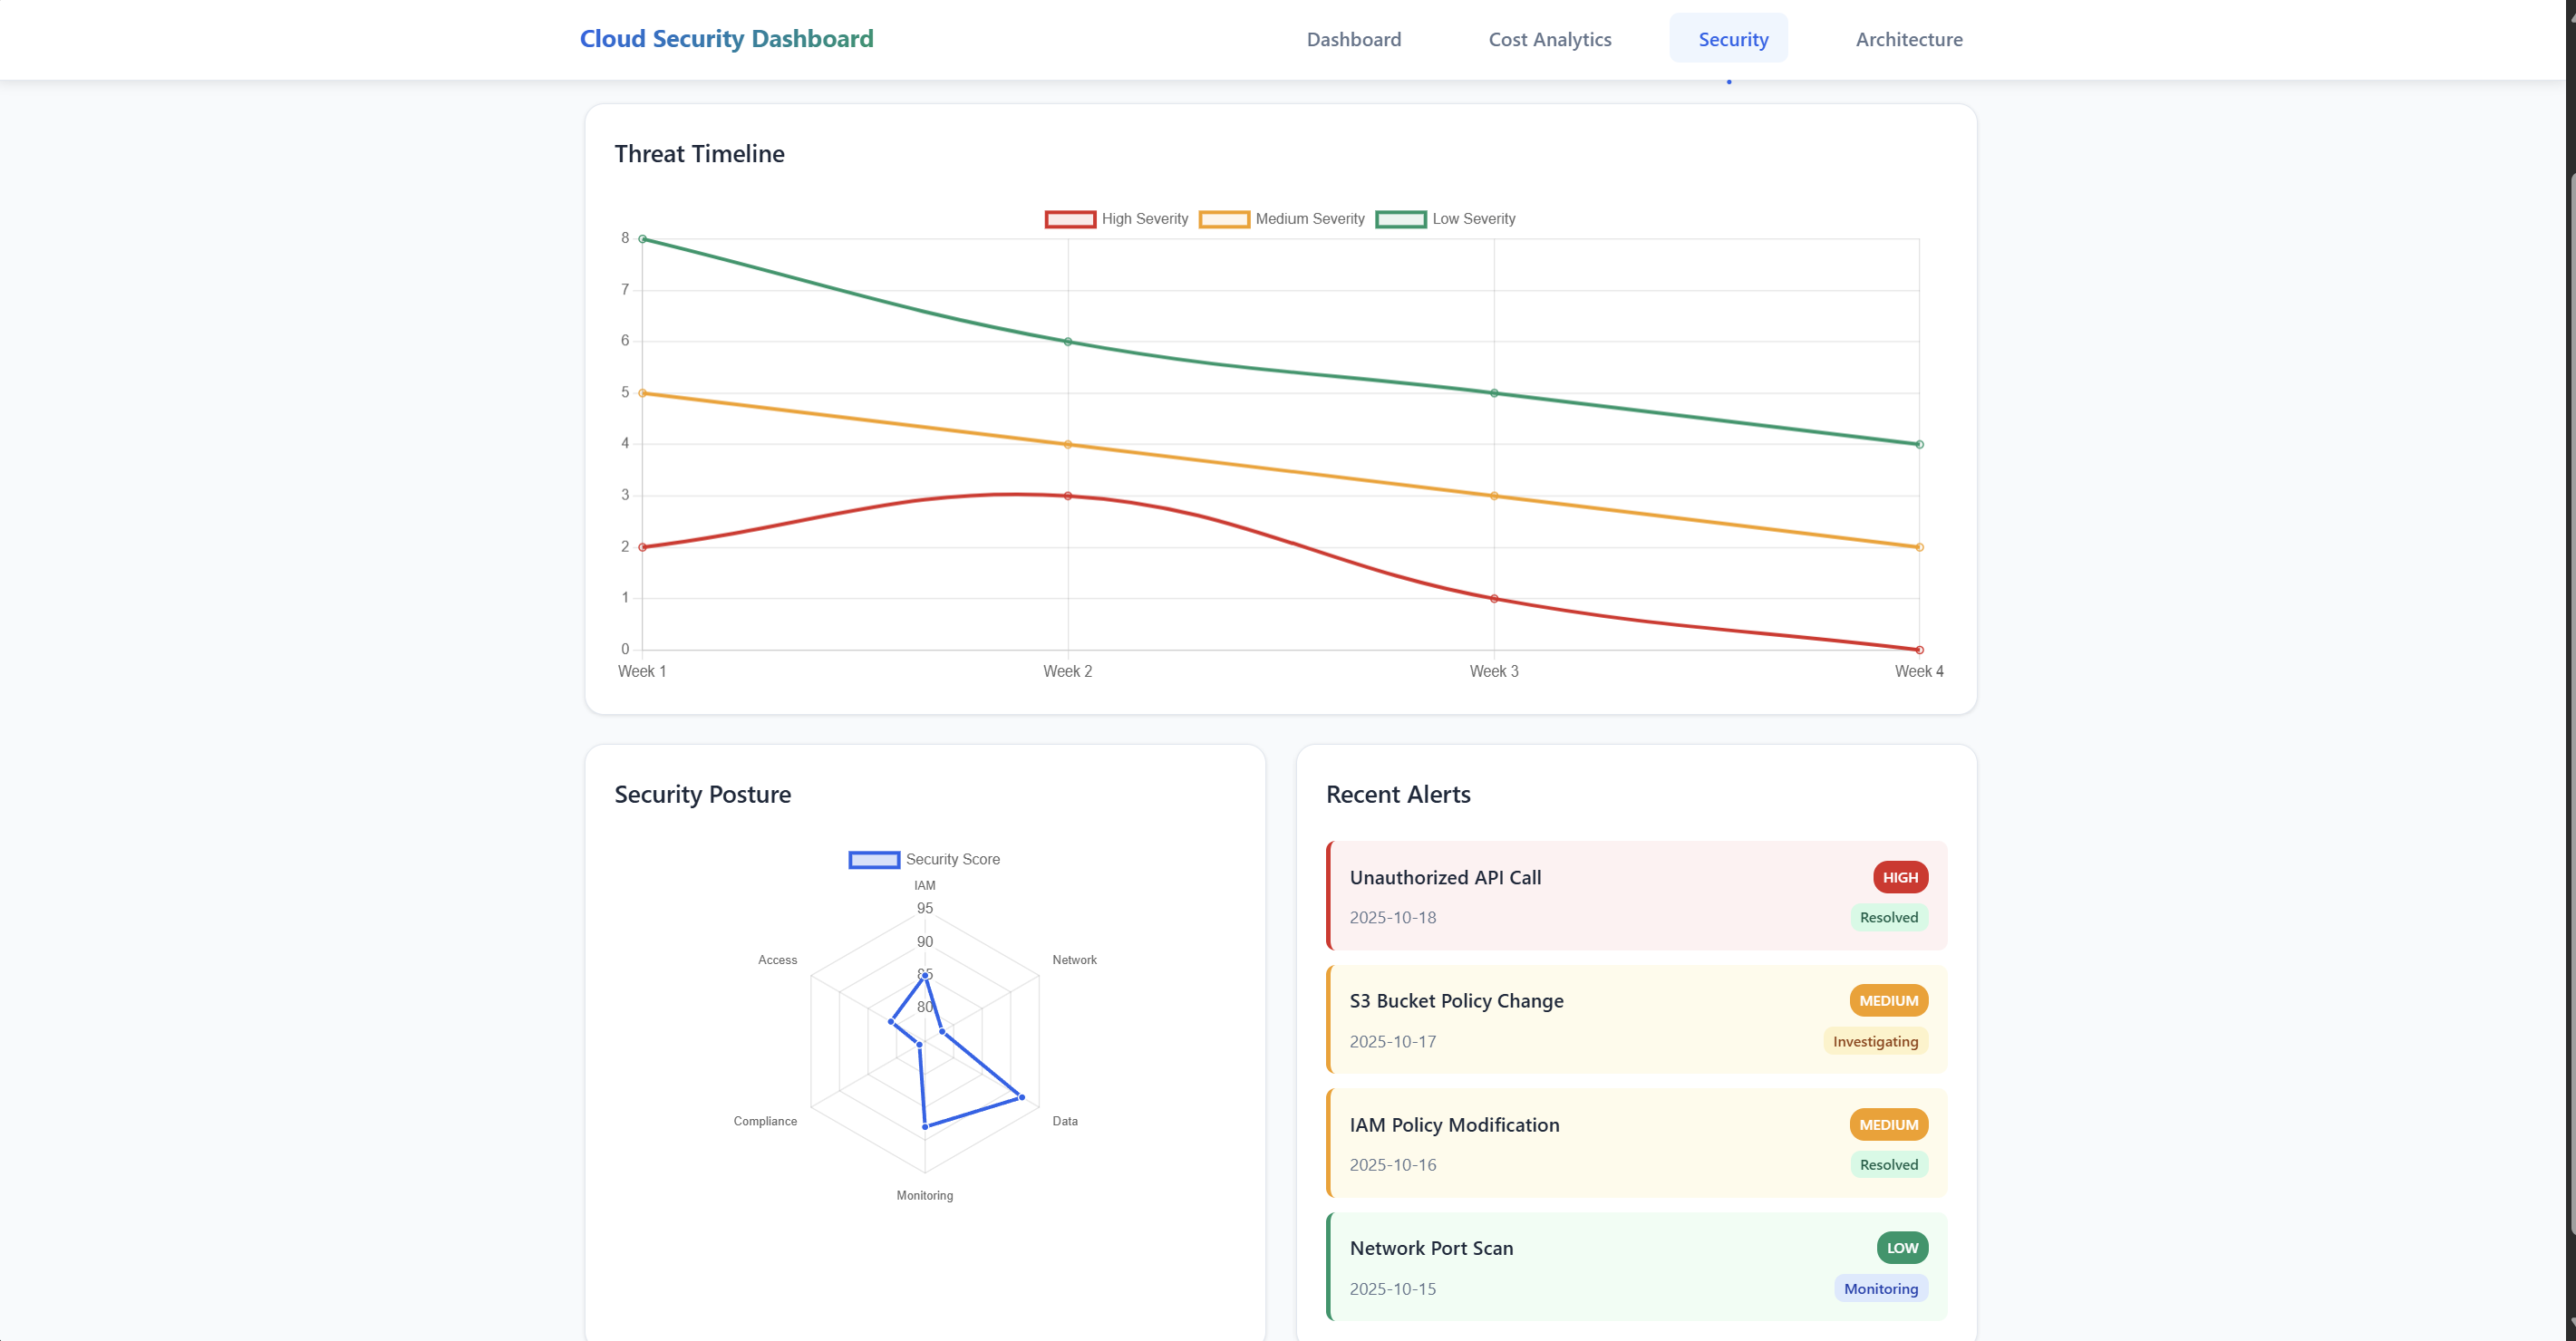 Cloud Security Dashboard
Dashboard
Cost Analytics
Security
Architecture
Threat Timeline
High Severity
Medium Severity
Low Severity
8
7
6
5
4
3
2
1
0
Week 1
Week 2
Week 3
Week 4
Security Posture
Security Score
IAM
95
90
85
80
Access
Network
Compliance
Data
Monitoring
Recent Alerts
Unauthorized API Call
HIGH
2025-10-18
Resolved
S3 Bucket Policy Change
MEDIUM
2025-10-17
Investigating
IAM Policy Modification
MEDIUM
2025-10-16
Resolved
Network Port Scan
LOW
2025-10-15
Monitoring